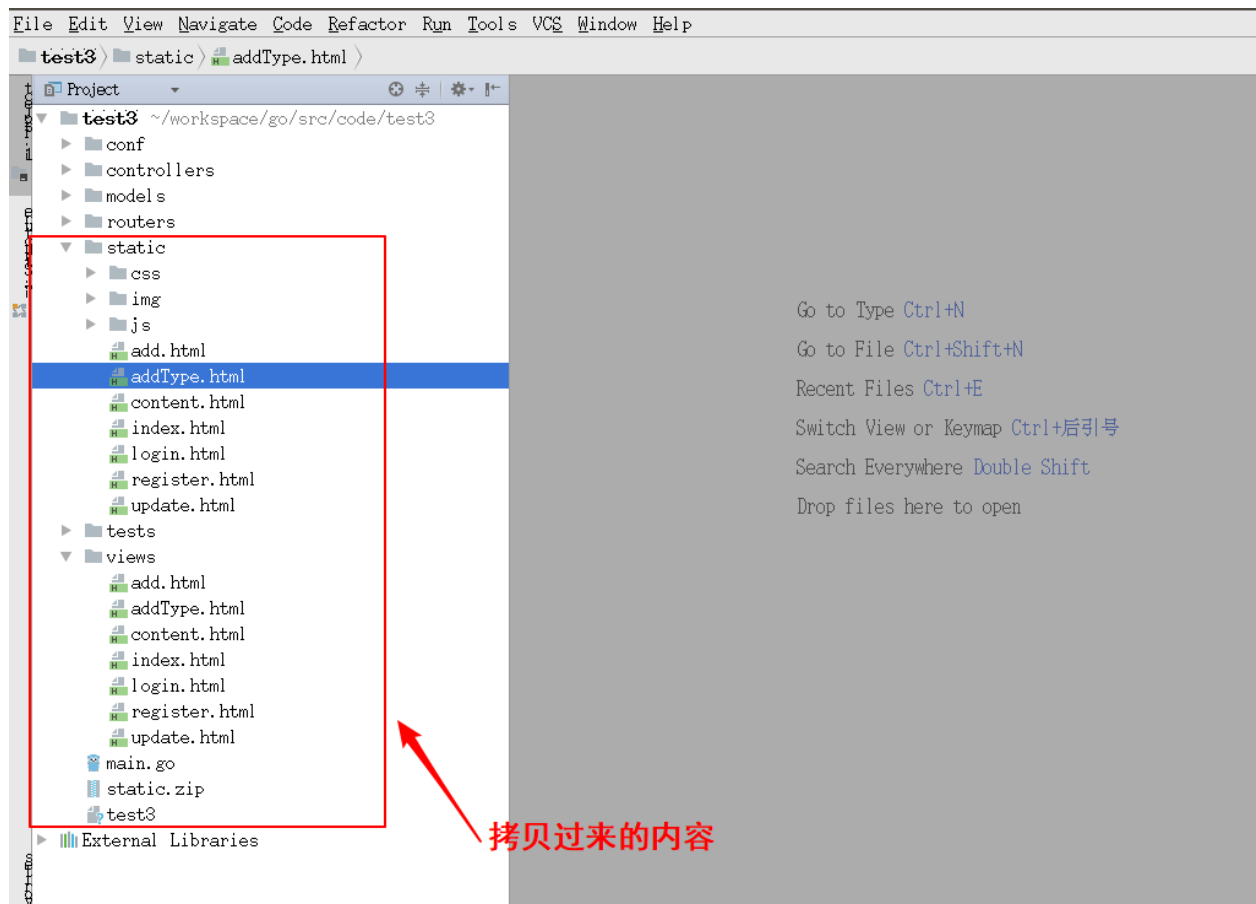 File Edit View Navigate Code Refactor Run Tools VCS Window Help
test3 static addType.html
Project
test3 ~/workspace/go/src/code/test3
conf
controllers
models
routers
static
css
img
js
add.html
addType.html
content.html
index.html
login.html
register.html
update.html
tests
views
add.html
addType.html
content.html
index.html
login.html
register.html
update.html
main.go
static.zip
test3
External Libraries
Go to Type Ctrl+N
Go to File Ctrl+Shift+N
Recent Files Ctrl+E
Switch View or Keymap Ctrl+后引号
Search Everywhere Double Shift
Drop files here to open
拷贝过来的内容